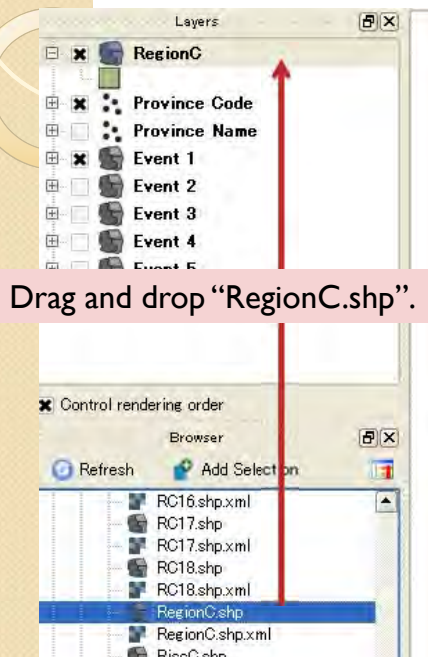 Layers
RegionC
Province Code
Province Name
Event 1
Event 2
Event 3
Event 4
Event 5
Drag and drop “RegionC.shp”.
Control rendering order
Browser
Refresh Add Selection
RC16.shp.xml
RC17.shp
RC17.shp.xml
RC18.shp
RC18.shp.xml
RegionC.shp
RegionC.shp.xml